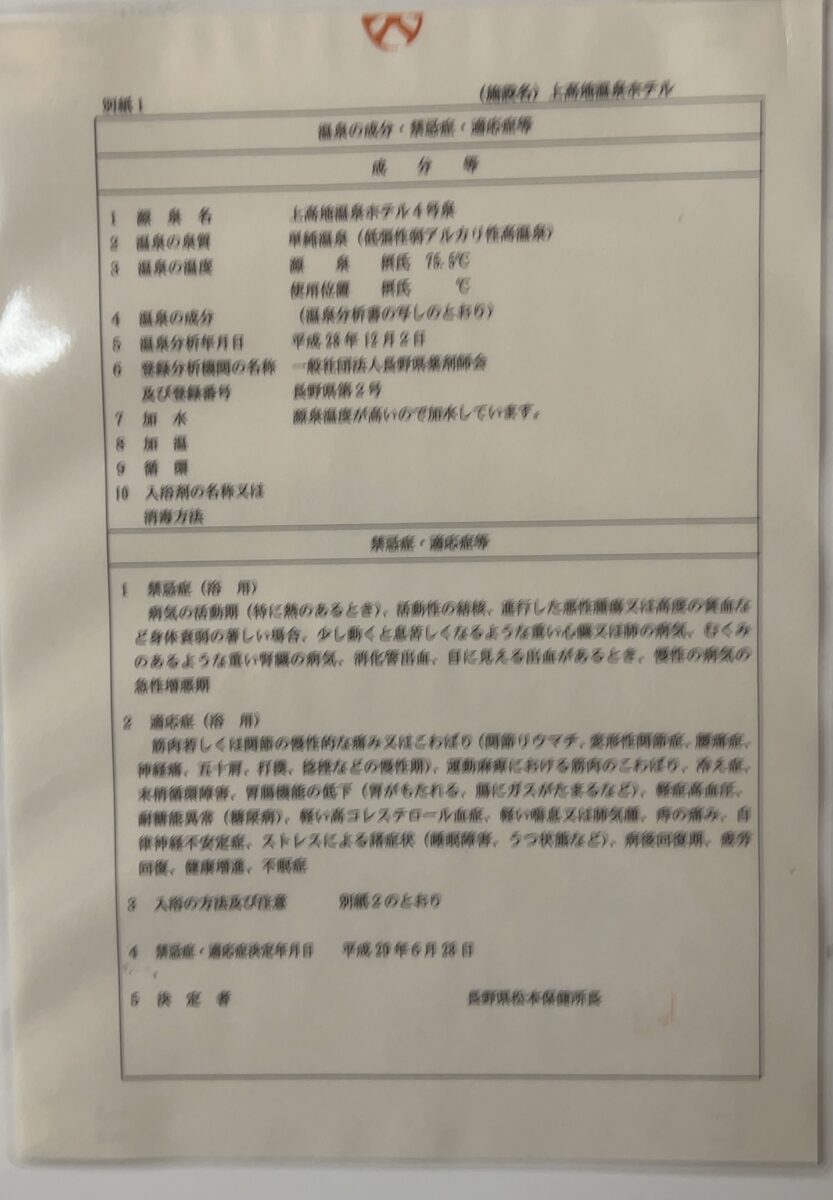 別紙1
（施設名）上高地温泉ホテル
温泉の成分・禁忌症・適応症等
成 分 等
1 源 泉 名 上高地温泉ホテル4号泉
2 温泉の泉質 単純温泉（低張性弱アルカリ性高温泉）
3 温泉の温度 源 泉 摂氏 75.5℃
使用位置 摂氏 ℃
4 温泉の成分 （温泉分析書の写しのとおり）
5 温泉分析年月日 平成28年12月2日
6 登録分析機関の名称 一般社団法人長野県薬剤師会
及び登録番号 長野県第2号
7 加 水 源泉温度が高いので加水しています。
8 加 温
9 循 環
10 入浴剤の名称又は
消毒方法
禁忌症・適応症等
1 禁忌症（浴 用）
病気の活動期（特に熱のあるとき）、活動性の結核、進行した悪性腫瘍又は高度の貧血な
ど身体衰弱の著しい場合、少し動くと息苦しくなるような重い心臓又は肺の病気、むくみ
のあるような重い腎臓の病気、消化管出血、目に見える出血があるとき、慢性の病気の
急性増悪期
2 適応症（浴 用）
筋肉若しくは関節の慢性的な痛み又はこわばり（関節リウマチ、変形性関節症、腰痛症、
神経痛、五十肩、打撲、捻挫などの慢性期）、運動麻痺における筋肉のこわばり、冷え症、
末梢循環障害、胃腸機能の低下（胃がもたれる、腸にガスがたまるなど）、軽症高血圧、
耐糖能異常（糖尿病）、軽い高コレステロール血症、軽い喘息又は肺気腫、痔の痛み、自
律神経不安定症、ストレスによる諸症状（睡眠障害、うつ状態など）、病後回復期、疲労
回復、健康増進、不眠症
3 入浴の方法及び注意 別紙2のとおり
4 禁忌症・適応症決定年月日 平成29年6月28日
5 決 定 者 長野県松本保健所長